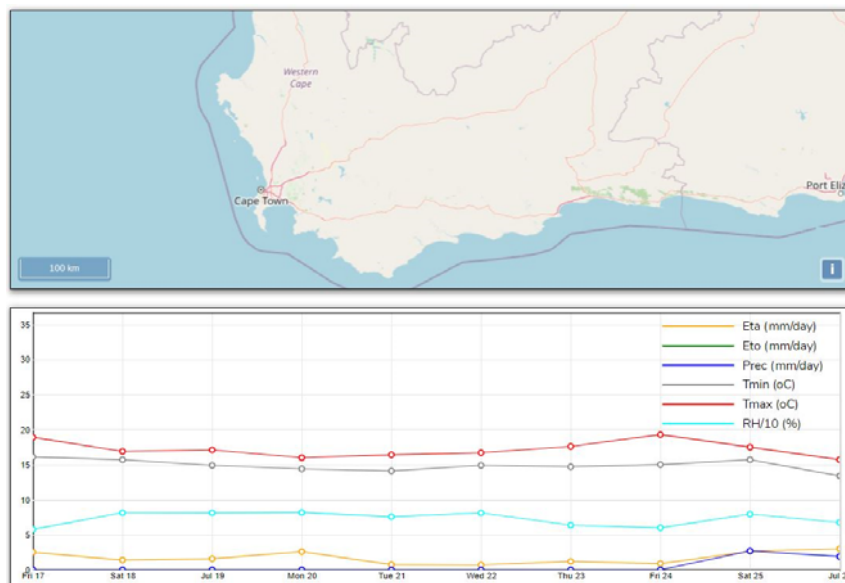 Western
Cape
Cape Town
Port Eliz
100 km
i
35
30
25
20
15
10
5
0
Eta (mm/day)
Eto (mm/day)
Prec (mm/day)
Tmin (oC)
Tmax (oC)
RH/10 (%)
Fri 17 Sat 18 Jul 19 Mon 20 Tue 21 Wed 22 Thu 23 Fri 24 Sat 25 Jul 2